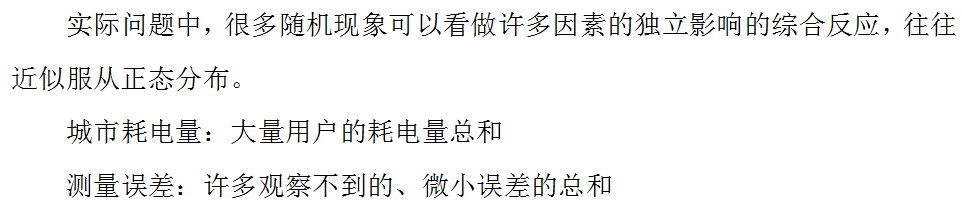 实际问题中，很多随机现象可以看做许多因素的独立影响的综合反应，往往
近似服从正态分布。
城市耗电量：大量用户的耗电量总和
测量误差：许多观察不到的、微小误差的总和